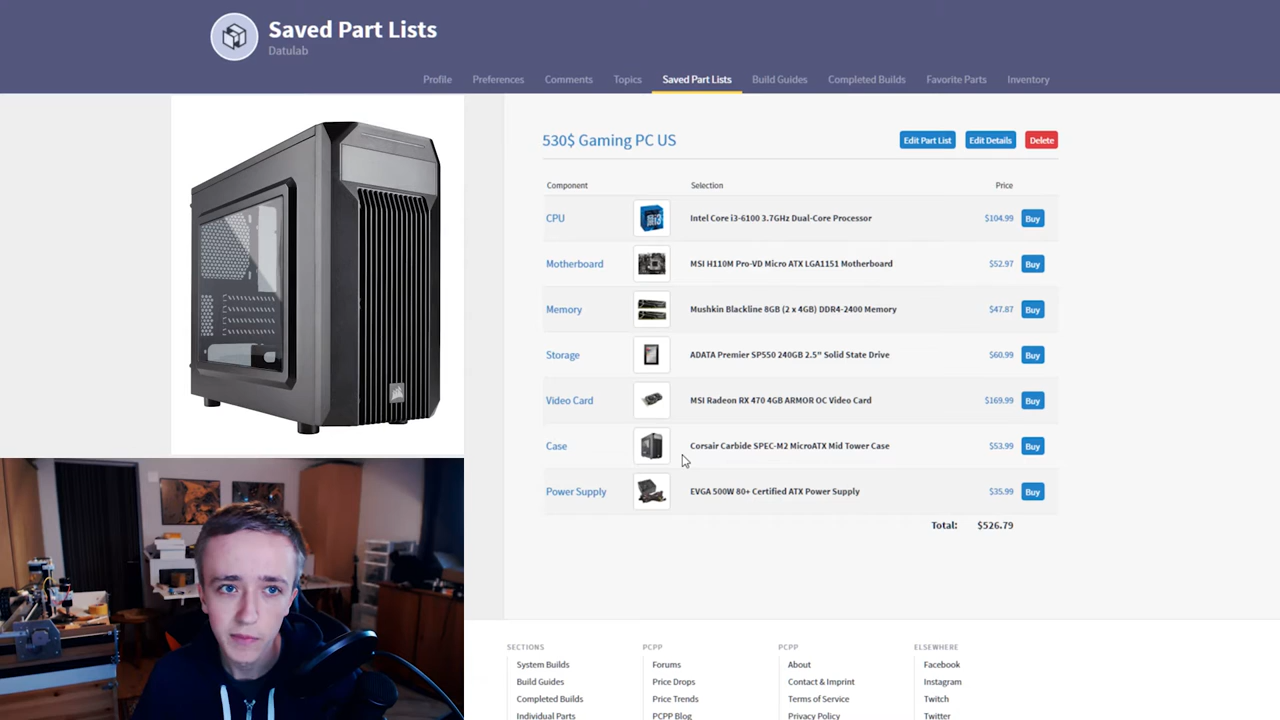 Saved Part Lists
Datulab
Profile Preferences Comments Topics Saved Part Lists Build Guides Completed Builds Favorite Parts Inventory
530$ Gaming PC US
Edit Part List Edit Details Delete
Component Selection Price
CPU Intel Core i3-6100 3.7GHz Dual-Core Processor $104.99 Buy
Motherboard MSI H110M Pro-VD Micro ATX LGA1151 Motherboard $52.97 Buy
Memory Mushkin Blackline 8GB (2 x 4GB) DDR4-2400 Memory $47.87 Buy
Storage ADATA Premier SP550 240GB 2.5" Solid State Drive $60.99 Buy
Video Card MSI Radeon RX 470 4GB ARMOR OC Video Card $169.99 Buy
Case Corsair Carbide SPEC-M2 MicroATX Mid Tower Case $53.99 Buy
Power Supply EVGA 500W 80+ Certified ATX Power Supply $35.99 Buy
Total: $526.79
SECTIONS PCPP PCPP ELSEWHERE
System Builds Forums About Facebook
Build Guides Price Drops Contact & Imprint Instagram
Completed Builds Price Trends Terms of Service Twitch
Individual Parts PCPP Blog Privacy Policy Twitter